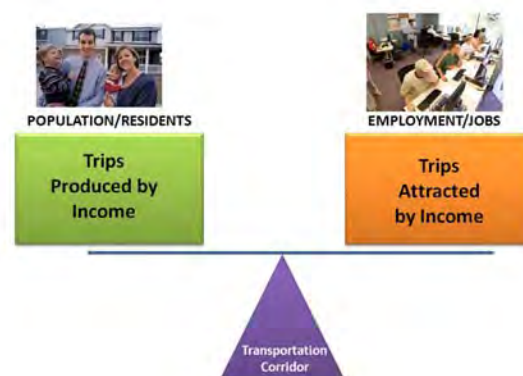 POPULATION/RESIDENTS
Trips
Produced by
Income
EMPLOYMENT/JOBS
Trips
Attracted
by Income
Transportation
Corridor